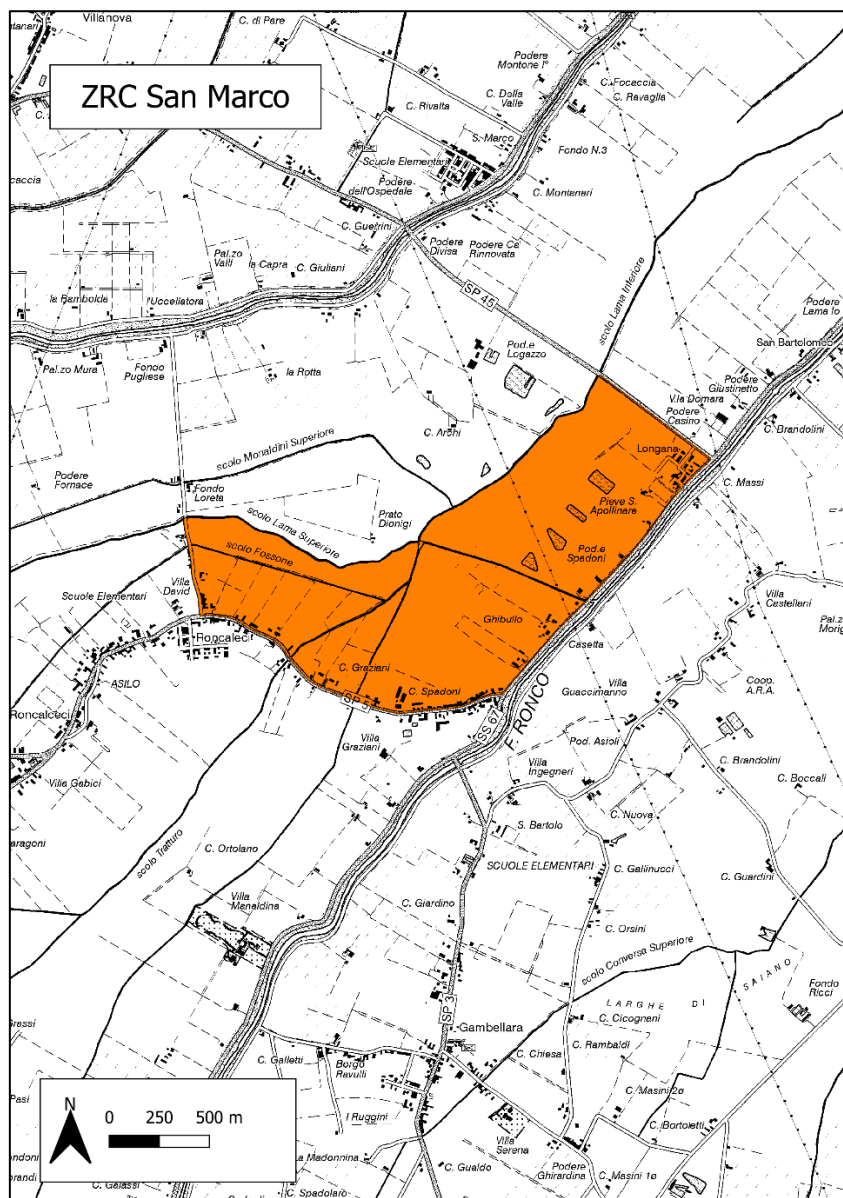 Villanova
C. di Pare
ZRC San Marco
Podere
Montone I°
C. Focaccia
C. Ravaglia
C. Dolla
Valle
C. Rivalta
S. Marco
Fondo N.3
Scuole Elementari
Podere
dell'Ospedale
C. Montanari
C. Guerrini
Podere
Divisa
Podere Ca
Rinnovata
Pal.zo
Valli
la Capra
C. Giuliani
la Rambolda
l'Uccellatora
SP 45
scolo Lama Inferiore
Podere
Lama Io
San Bartolomeo
Pal.zo Mura
Fondo
Pugliese
la Rotta
Pod.e
Logazzo
Podere
Giustinetto
V.la Domara
Podere
Casino
C. Brandolini
C. Archi
scolo Monaldini Superiore
Longana
C. Massi
Podere
Fornace
Fondo
Loreta
Prato
Dionigi
scolo Lama Superiore
Pieve S.
Apollinare
Pod.e
Spadoni
scolo Fossone
Villa
David
Scuole Elementari
Villa
Castellani
Ghibullo
Casetta
Roncalceci
C. Graziani
C. Spadoni
ASILO
Villa
Guaccimanno
Coop.
A.R.A.
Roncalceci
SS 67
F. RONCO
Villa
Graziani
Pod. Asioli
Villa
Ingegneri
C. Brandolini
C. Boccali
Villa Gabici
C. Nuova
S. Bartolo
scolo Tratturo
C. Ortolano
SCUOLE ELEMENTARI
C. Gallinucci
C. Guardini
Villa
Manaldina
C. Giardino
C. Orsini
scolo Conversa Superiore
SAIANO
LARGHE DI
Fondo
Ricci
SP 3
C. Cicognani
Gambellara
C. Rambaldi
C. Chiesa
C. Galletti
Borgo
Ravulli
C. Masini 2ø
I Ruggini
C. Bortoletti
Villa
Serena
N
0 250 500 m
La Madonnina
C. Gualdo
Podere
Ghirardina
C. Masini 1ø
C. Galassi
C. Spadolaro